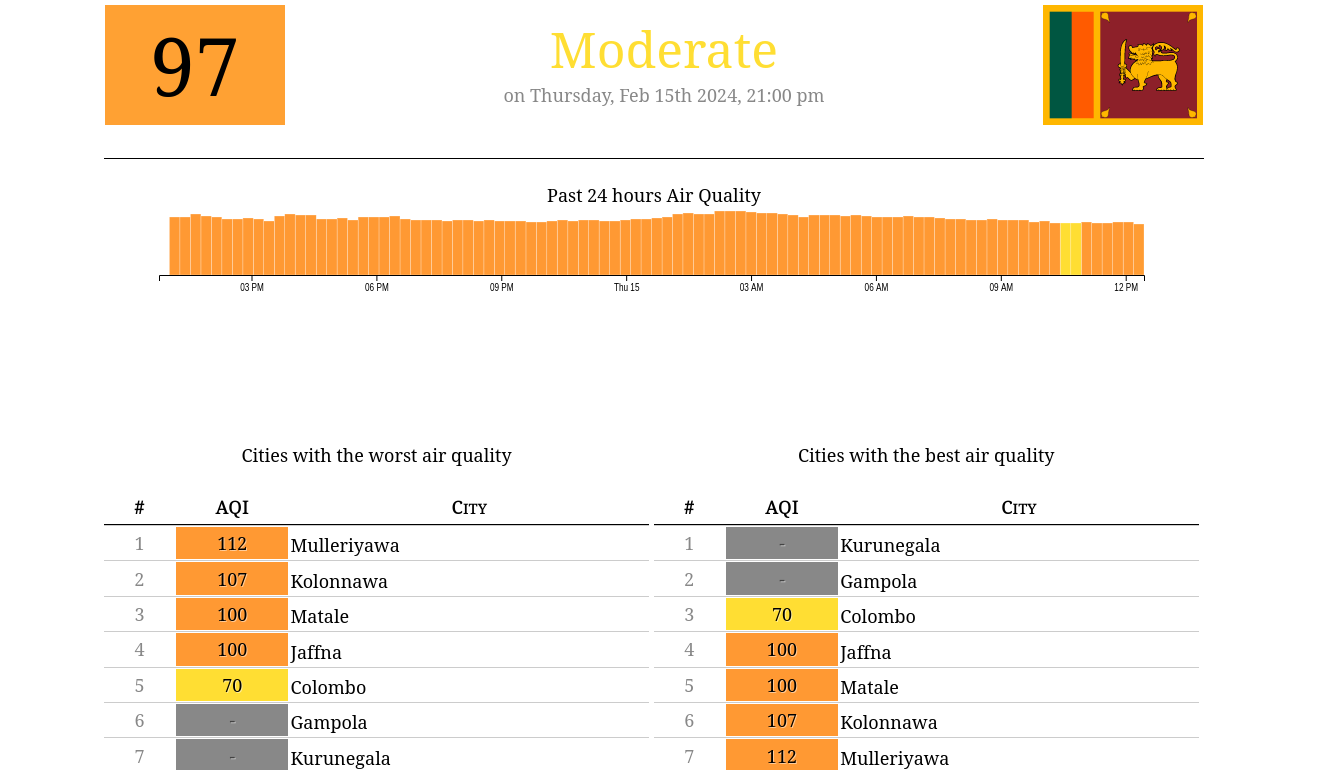 97
Moderate
on Thursday, Feb 15th 2024, 21:00 pm
Past 24 hours Air Quality
03 PM 06 PM 09 PM Thu 15 03 AM 06 AM 09 AM 12 PM
Cities with the worst air quality
# AQI City
1 112 Mulleriyawa
2 107 Kolonnawa
3 100 Matale
4 100 Jaffna
5 70 Colombo
6 - Gampola
7 - Kurunegala
Cities with the best air quality
# AQI City
1 - Kurunegala
2 - Gampola
3 70 Colombo
4 100 Jaffna
5 100 Matale
6 107 Kolonnawa
7 112 Mulleriyawa